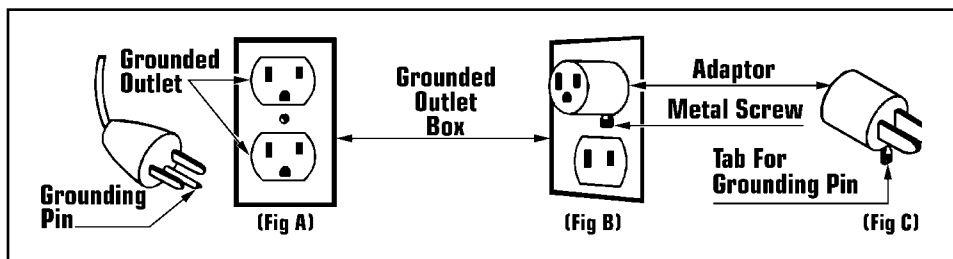 Grounded
Outlet
Grounding
Pin
(Fig A)
Grounded
Outlet
Box
(Fig B)
Adaptor
Metal Screw
Tab For
Grounding Pin
(Fig C)